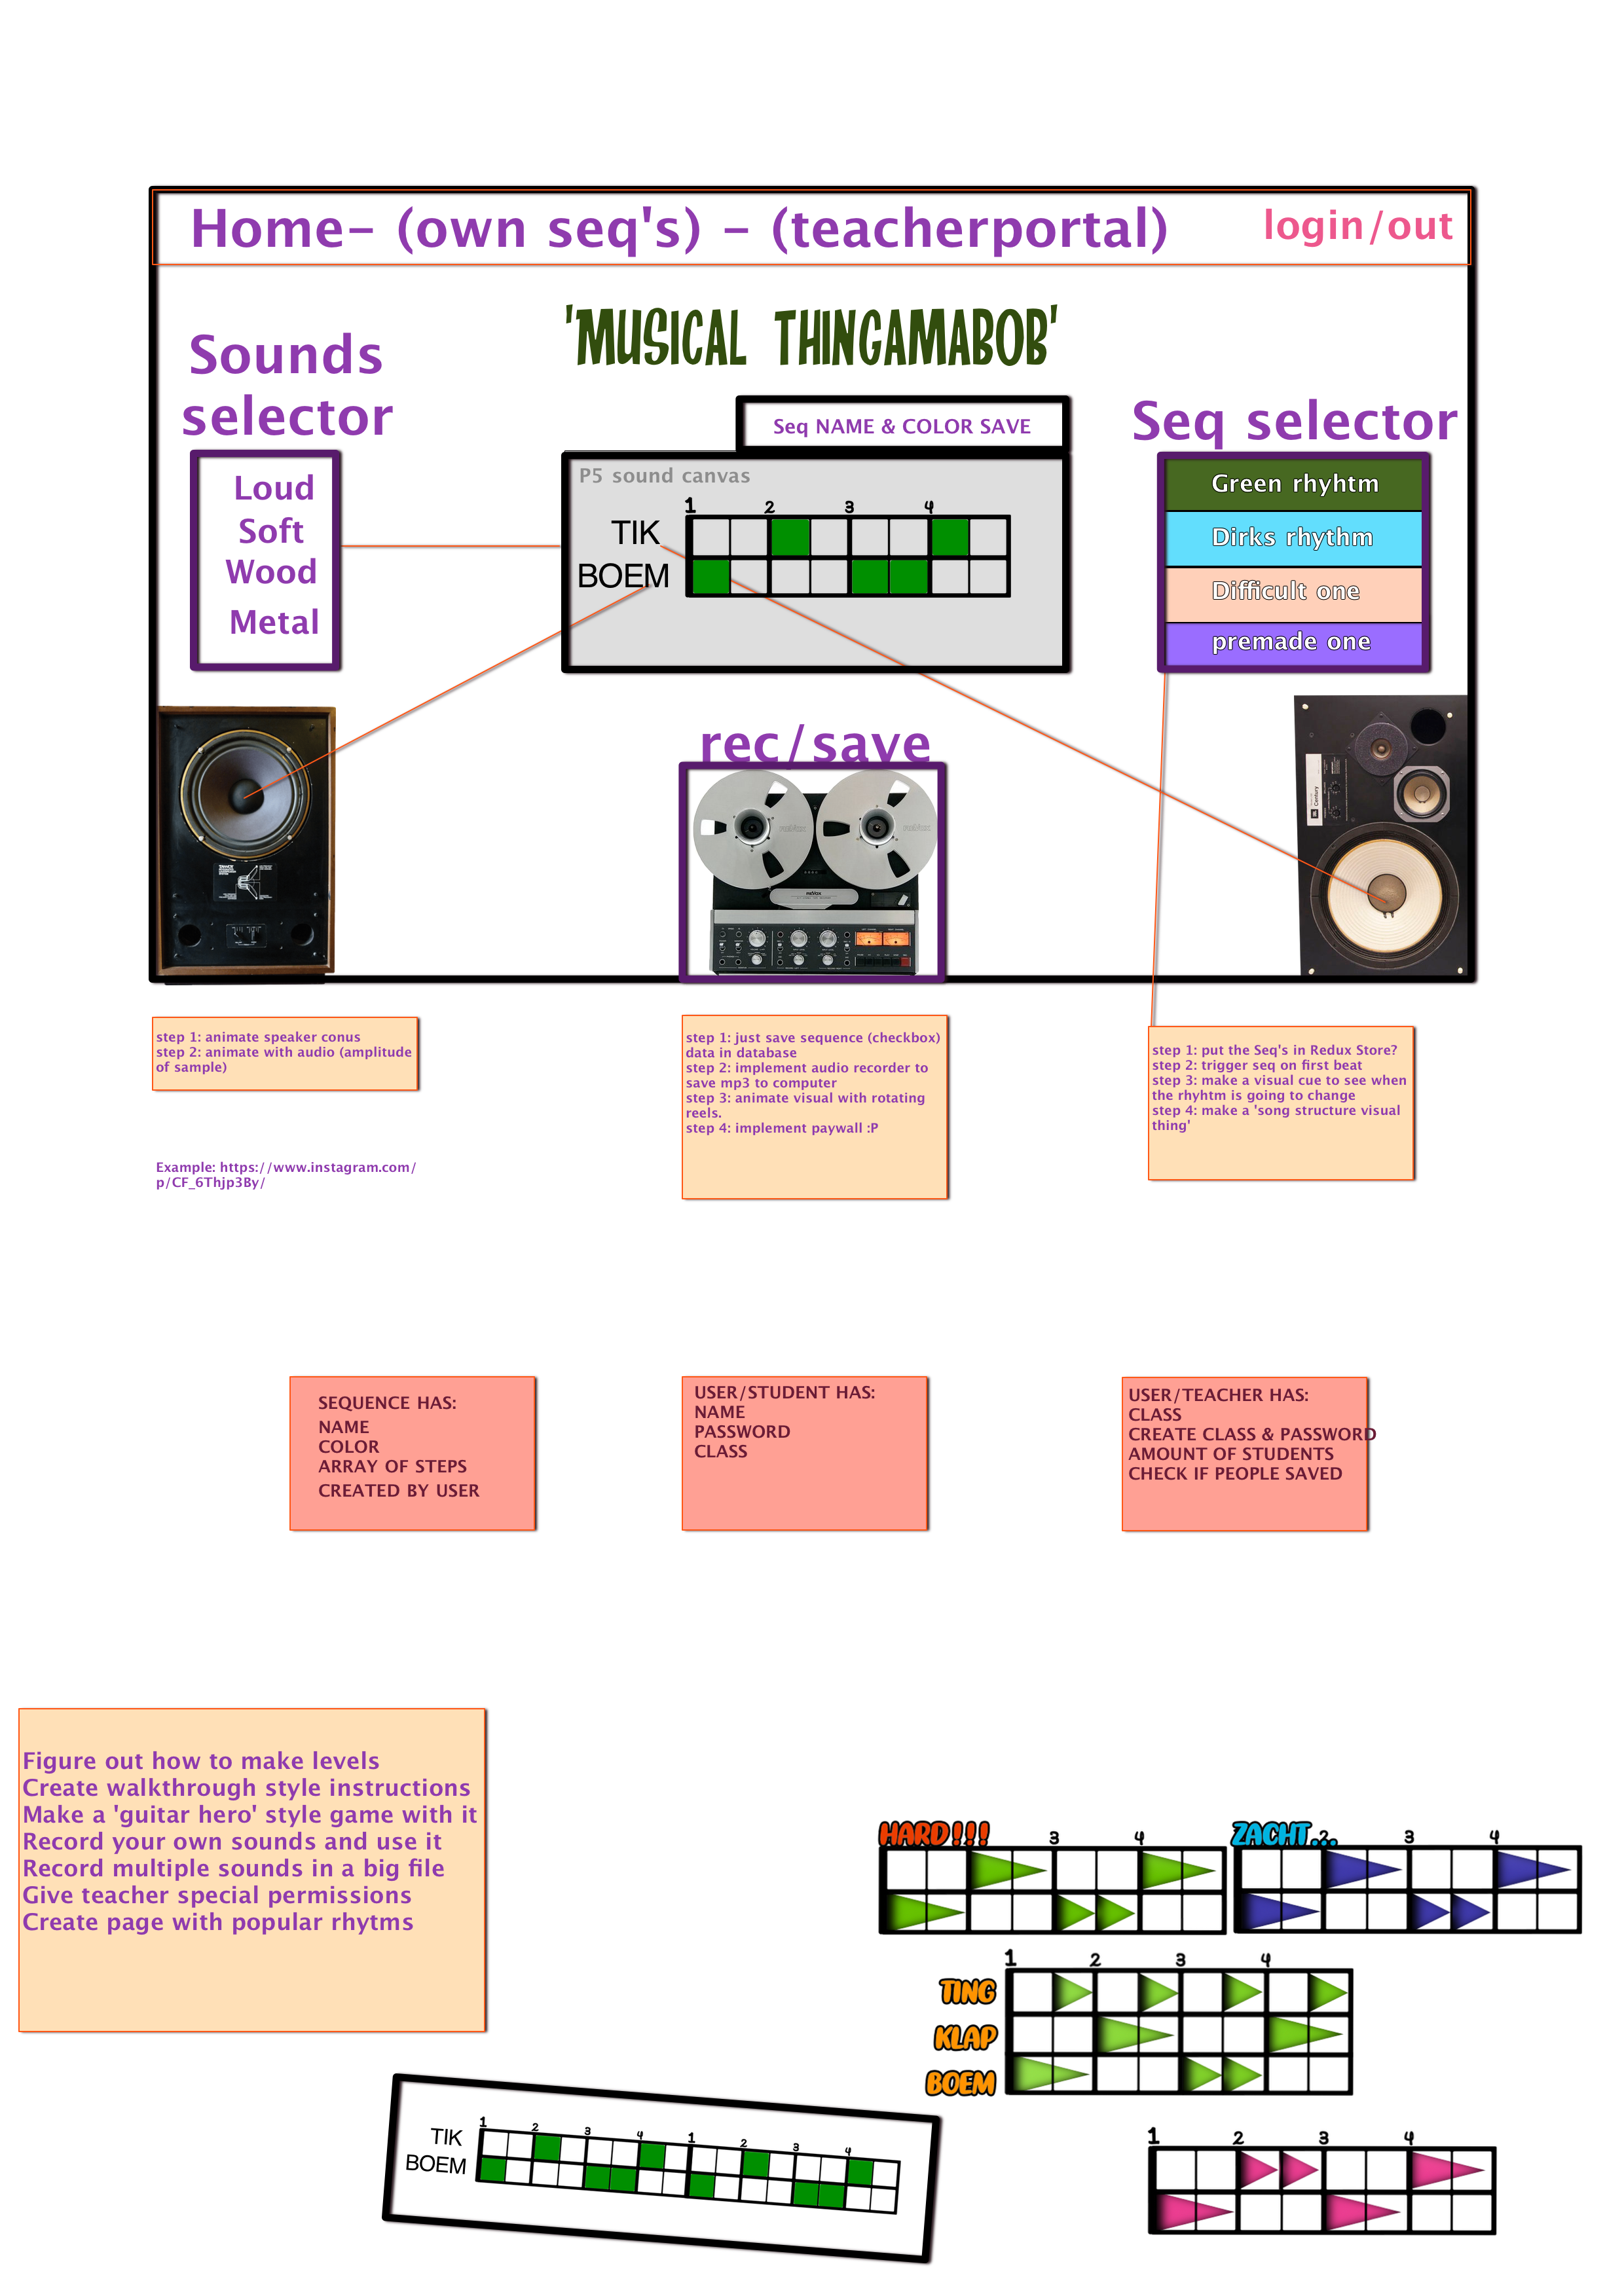 Home- (own seq's) - (teacherportal)
login/out
'MUSICAL THINGAMABOB'
Sounds
selector
Loud
Soft
Wood
Metal
Seq NAME & COLOR SAVE
P5 sound canvas
1 2 3 4
TIK
BOEM
Seq selector
Green rhyhtm
Dirks rhythm
Difficult one
premade one
rec/save
step 1: animate speaker conus
step 2: animate with audio (amplitude
of sample)
Example: https://www.instagram.com/
p/CF_6Thjp3By/
step 1: just save sequence (checkbox)
data in database
step 2: implement audio recorder to
save mp3 to computer
step 3: animate visual with rotating
reels.
step 4: implement paywall :P
step 1: put the Seq's in Redux Store?
step 2: trigger seq on first beat
step 3: make a visual cue to see when
the rhyhtm is going to change
step 4: make a 'song structure visual
thing'
SEQUENCE HAS:
NAME
COLOR
ARRAY OF STEPS
CREATED BY USER
USER/STUDENT HAS:
NAME
PASSWORD
CLASS
USER/TEACHER HAS:
CLASS
CREATE CLASS & PASSWORD
AMOUNT OF STUDENTS
CHECK IF PEOPLE SAVED
Figure out how to make levels
Create walkthrough style instructions
Make a 'guitar hero' style game with it
Record your own sounds and use it
Record multiple sounds in a big file
Give teacher special permissions
Create page with popular rhytms
HARD!!! 3 4
ZACHT... 2 3 4
1 2 3 4
TING
KLAP
BOEM
1 2 3 4 1 2 3 4
TIK
BOEM
1 2 3 4